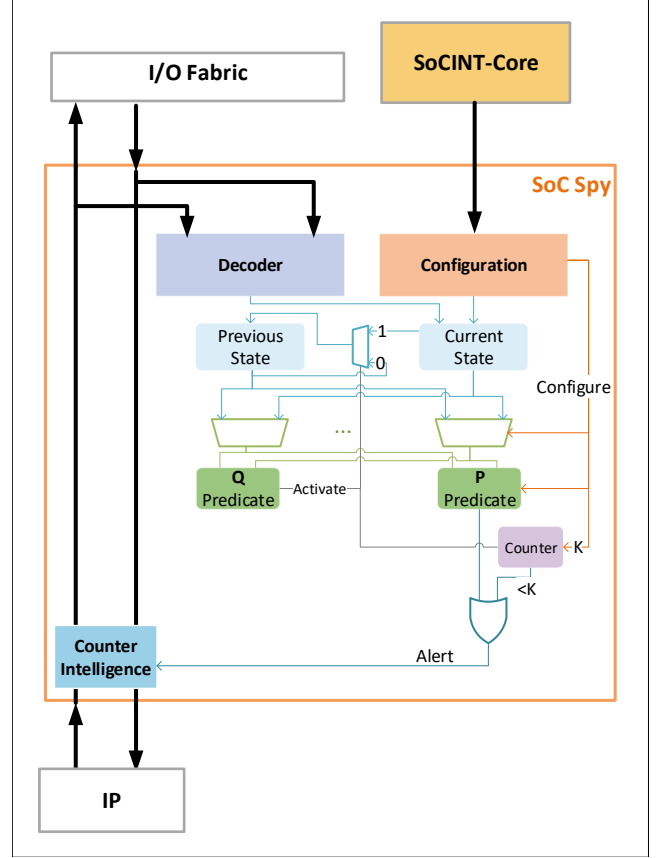 I/O Fabric
SoCINT-Core
SoC Spy
Decoder
Configuration
Previous
State
1
0
Current
State
Configure
...
Q
Predicate
Activate
P
Predicate
Counter
K
<K
Counter
Intelligence
Alert
IP